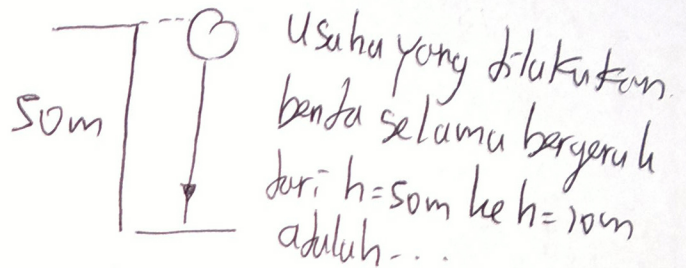 50m
Usaha yang dilakukan
benda selama bergerak
dari h=50m ke h=10m
adalah....